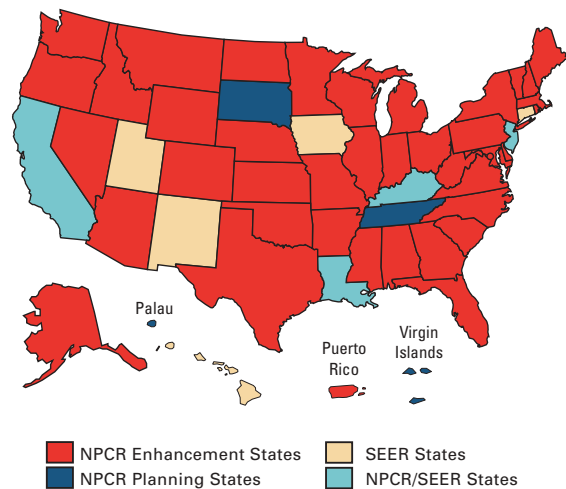 Palau
Puerto
Rico
Virgin
Islands
NPCR Enhancement States
SEER States
NPCR Planning States
NPCR/SEER States